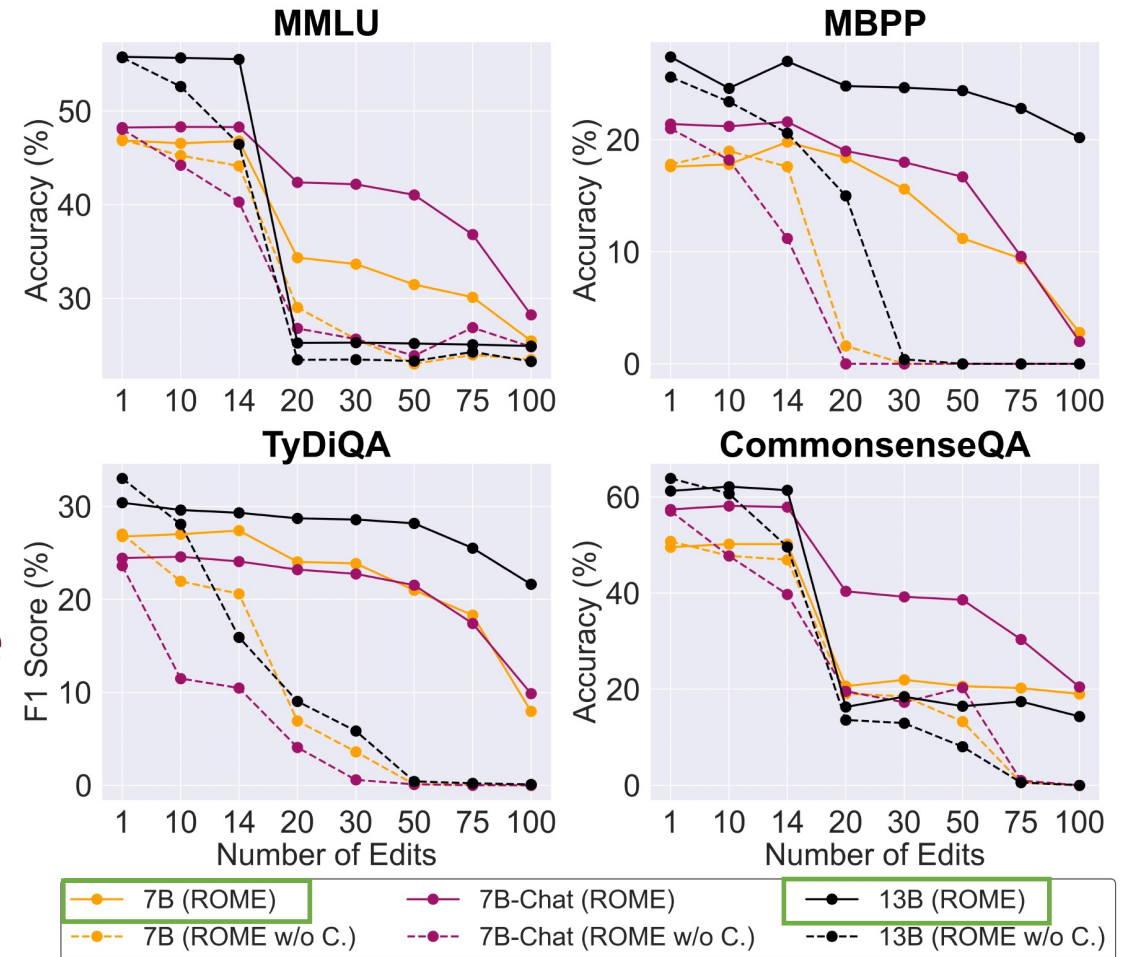 MMLU
Accuracy (%)
50
40
30
1 10 14 20 30 50 75 100
MBPP
Accuracy (%)
20
10
0
1 10 14 20 30 50 75 100
TyDiQA
F1 Score (%)
30
20
10
0
1 10 14 20 30 50 75 100
Number of Edits
CommonsenseQA
Accuracy (%)
60
40
20
0
1 10 14 20 30 50 75 100
Number of Edits
7B (ROME) 7B-Chat (ROME) 13B (ROME)
7B (ROME w/o C.) 7B-Chat (ROME w/o C.) 13B (ROME w/o C.)